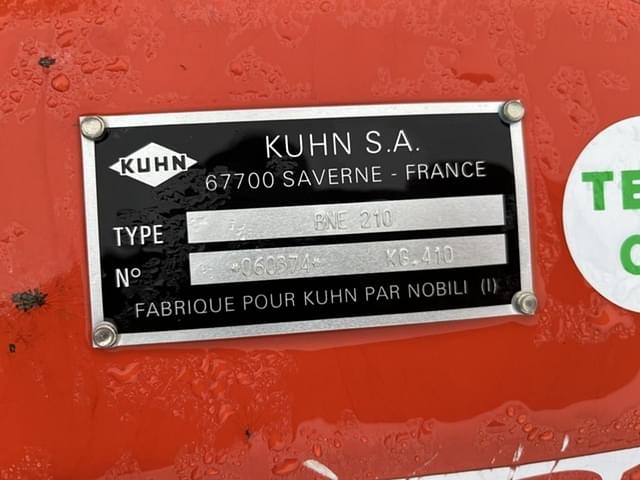 KUHN
KUHN S.A.
67700 SAVERNE - FRANCE
TYPE BNE 210
N° *060374* KG.410
FABRIQUE POUR KUHN PAR NOBILI (I)
TE